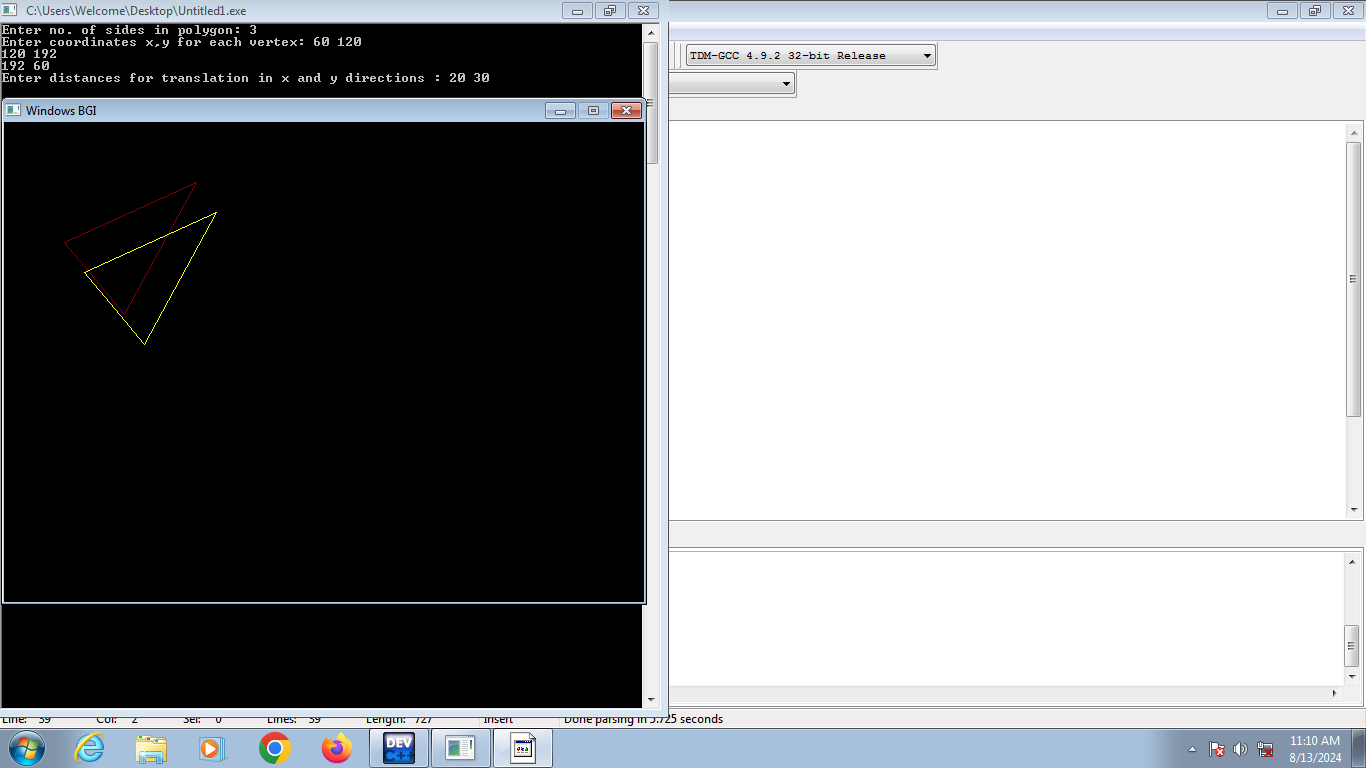 C:\Users\Welcome\Desktop\Untitled1.exe
Enter no. of sides in polygon: 3
Enter coordinates x,y for each vertex: 60 120
120 192
192 60
Enter distances for translation in x and y directions : 20 30
TDM-GCC 4.9.2 32-bit Release
Windows BGI
Line: 39 Col: 2 Sel: 0 Lines: 39 Length: 727 Insert Done parsing in 3.725 seconds
DEV
C++
11:10 AM
8/13/2024